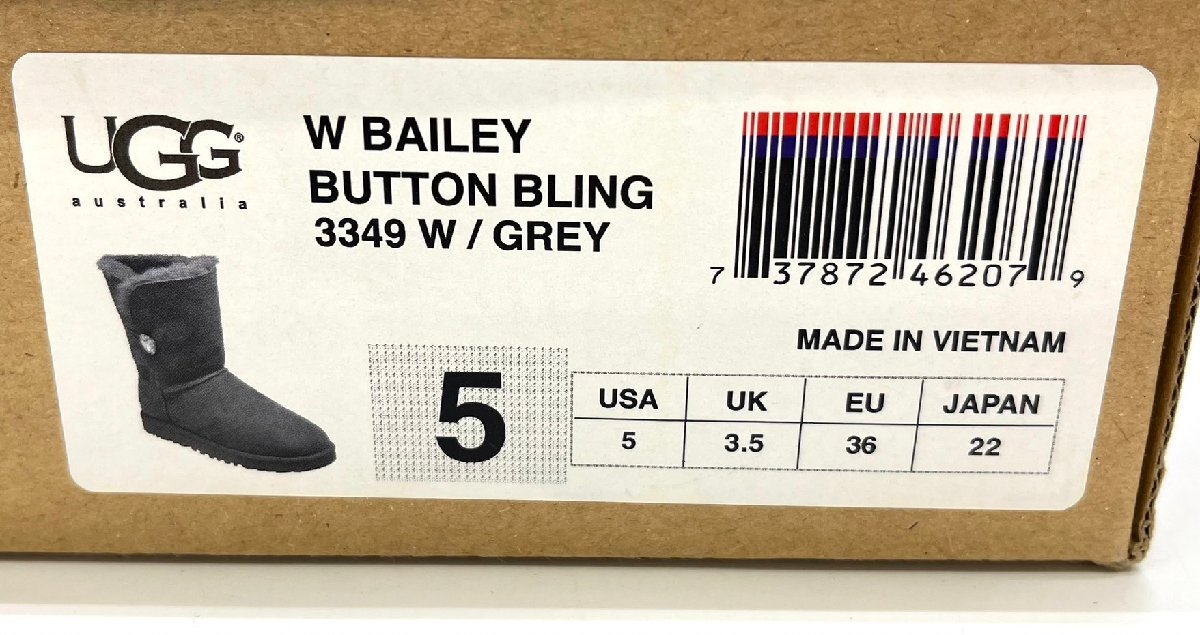 UGG®
australia
W BAILEY
BUTTON BLING
3349 W / GREY
7 37872 46207 9
MADE IN VIETNAM
5
USA UK EU JAPAN
5 3.5 36 22